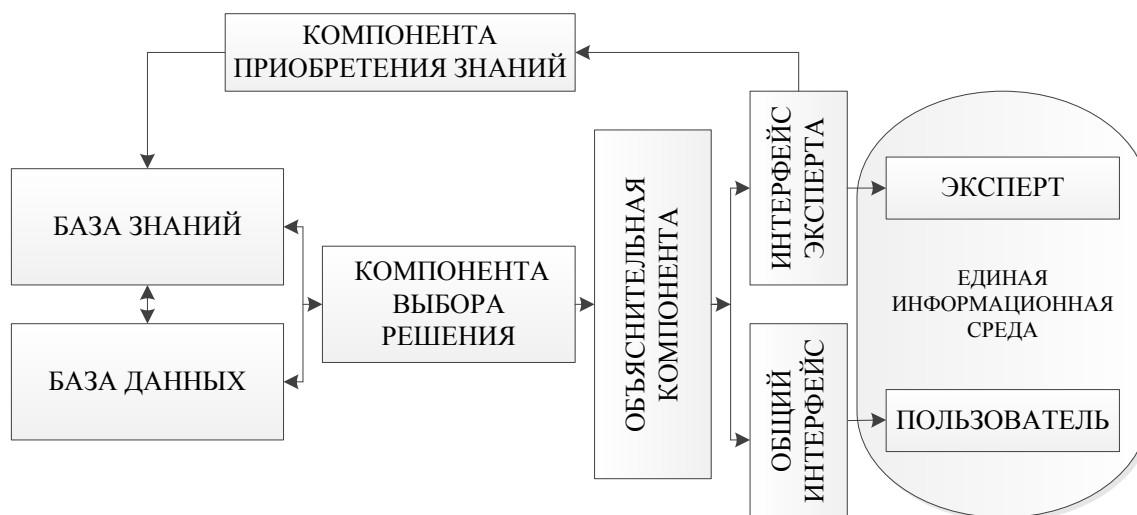 КОМПОНЕНТА
ПРИОБРЕТЕНИЯ ЗНАНИЙ
БАЗА ЗНАНИЙ
БАЗА ДАННЫХ
КОМПОНЕНТА
ВЫБОРА
РЕШЕНИЯ
ОБЪЯСНИТЕЛЬНАЯ
КОМПОНЕНТА
ИНТЕРФЕЙС
ЭКСПЕРТА
ОБЩИЙ
ИНТЕРФЕЙС
ЭКСПЕРТ
ЕДИНАЯ
ИНФОРМАЦИОННАЯ
СРЕДА
ПОЛЬЗОВАТЕЛЬ